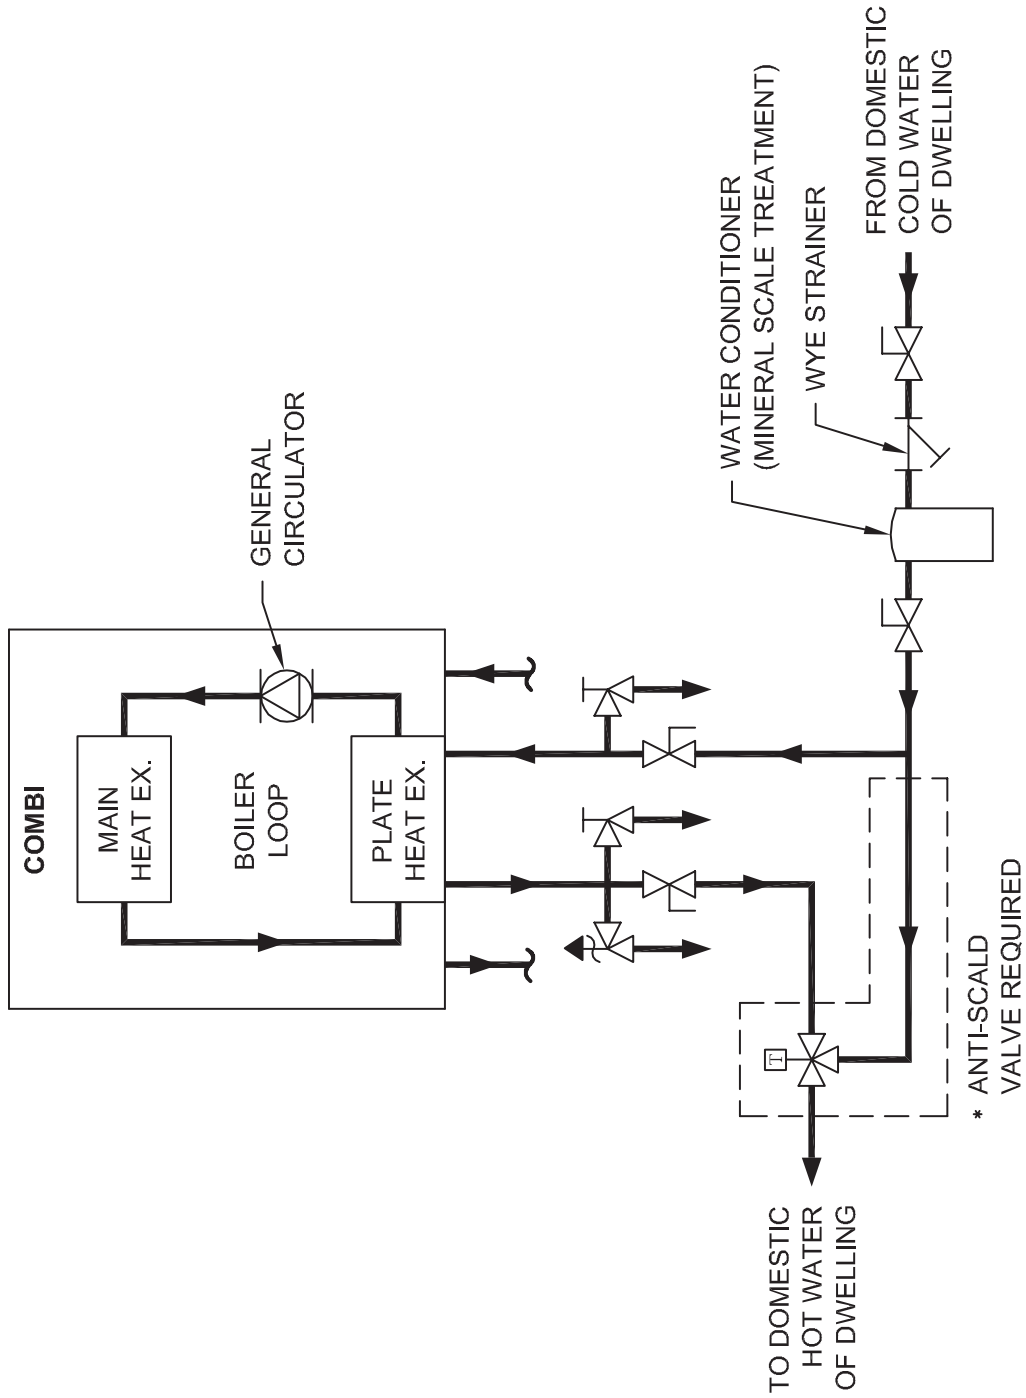 COMBI
MAIN
HEAT EX.
BOILER
LOOP
PLATE
HEAT EX.
GENERAL
CIRCULATOR
WATER CONDITIONER
(MINERAL SCALE TREATMENT)
WYE STRAINER
FROM DOMESTIC
COLD WATER
OF DWELLING
T
* ANTI-SCALD
VALVE REQUIRED
TO DOMESTIC
HOT WATER
OF DWELLING